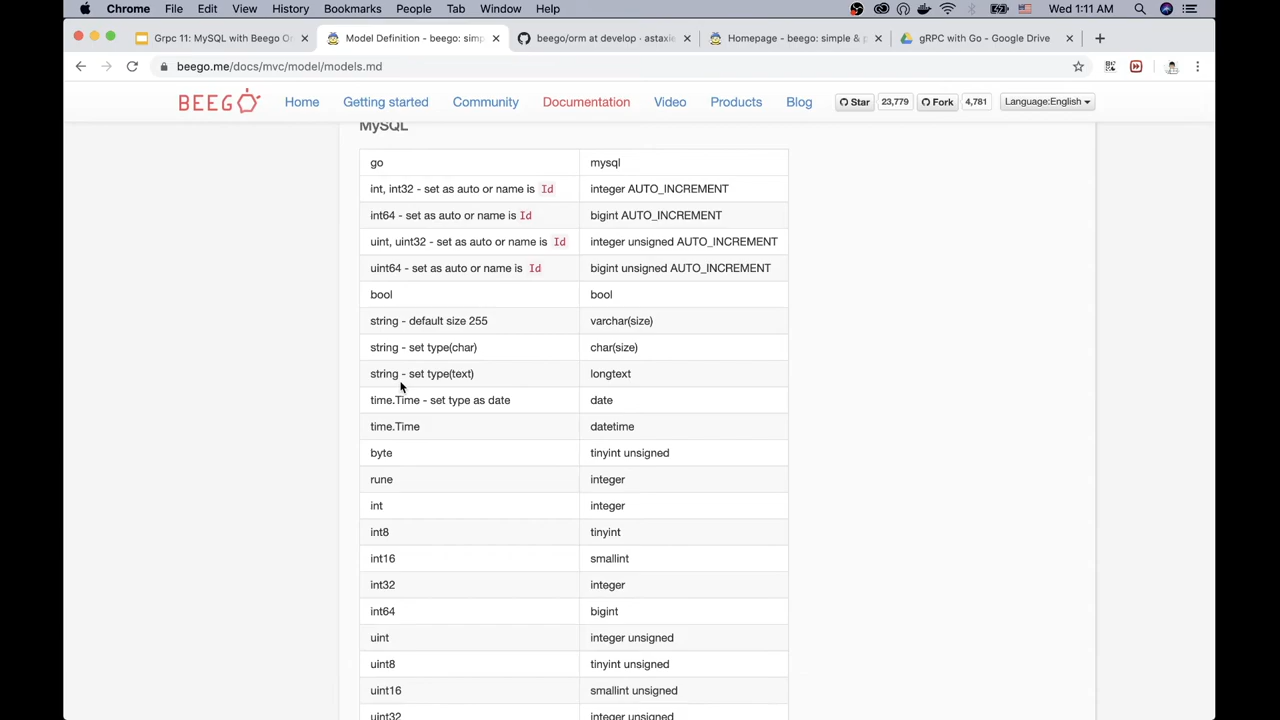 Chrome File Edit View History Bookmarks People Tab Window Help Wed 1:11 AM
Grpc 11: MySQL with Beego O Model Definition - beego: simp beego/orm at develop · astaxie Homepage - beego: simple & p gRPC with Go - Google Drive
beego.me/docs/mvc/model/models.md
BEEGO Home Getting started Community Documentation Video Products Blog Star 23,779 Fork 4,781 Language:English
MySQL
go mysql
int, int32 - set as auto or name is Id integer AUTO_INCREMENT
int64 - set as auto or name is Id bigint AUTO_INCREMENT
uint, uint32 - set as auto or name is Id integer unsigned AUTO_INCREMENT
uint64 - set as auto or name is Id bigint unsigned AUTO_INCREMENT
bool bool
string - default size 255 varchar(size)
string - set type(char) char(size)
string - set type(text) longtext
time.Time - set type as date date
time.Time datetime
byte tinyint unsigned
rune integer
int integer
int8 tinyint
int16 smallint
int32 integer
int64 bigint
uint integer unsigned
uint8 tinyint unsigned
uint16 smallint unsigned
uint32 integer unsigned